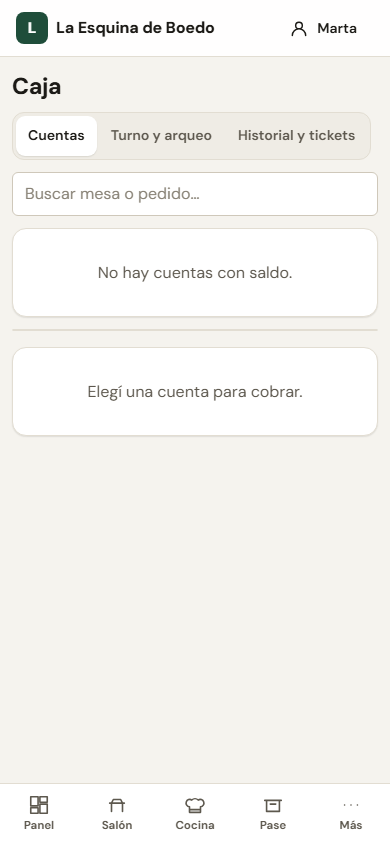 L
La Esquina de Boedo
Marta
Caja
Cuentas
Turno y arqueo
Historial y tickets
Buscar mesa o pedido...
No hay cuentas con saldo.
Elegí una cuenta para cobrar.
Panel
Salón
Cocina
Pase
Más